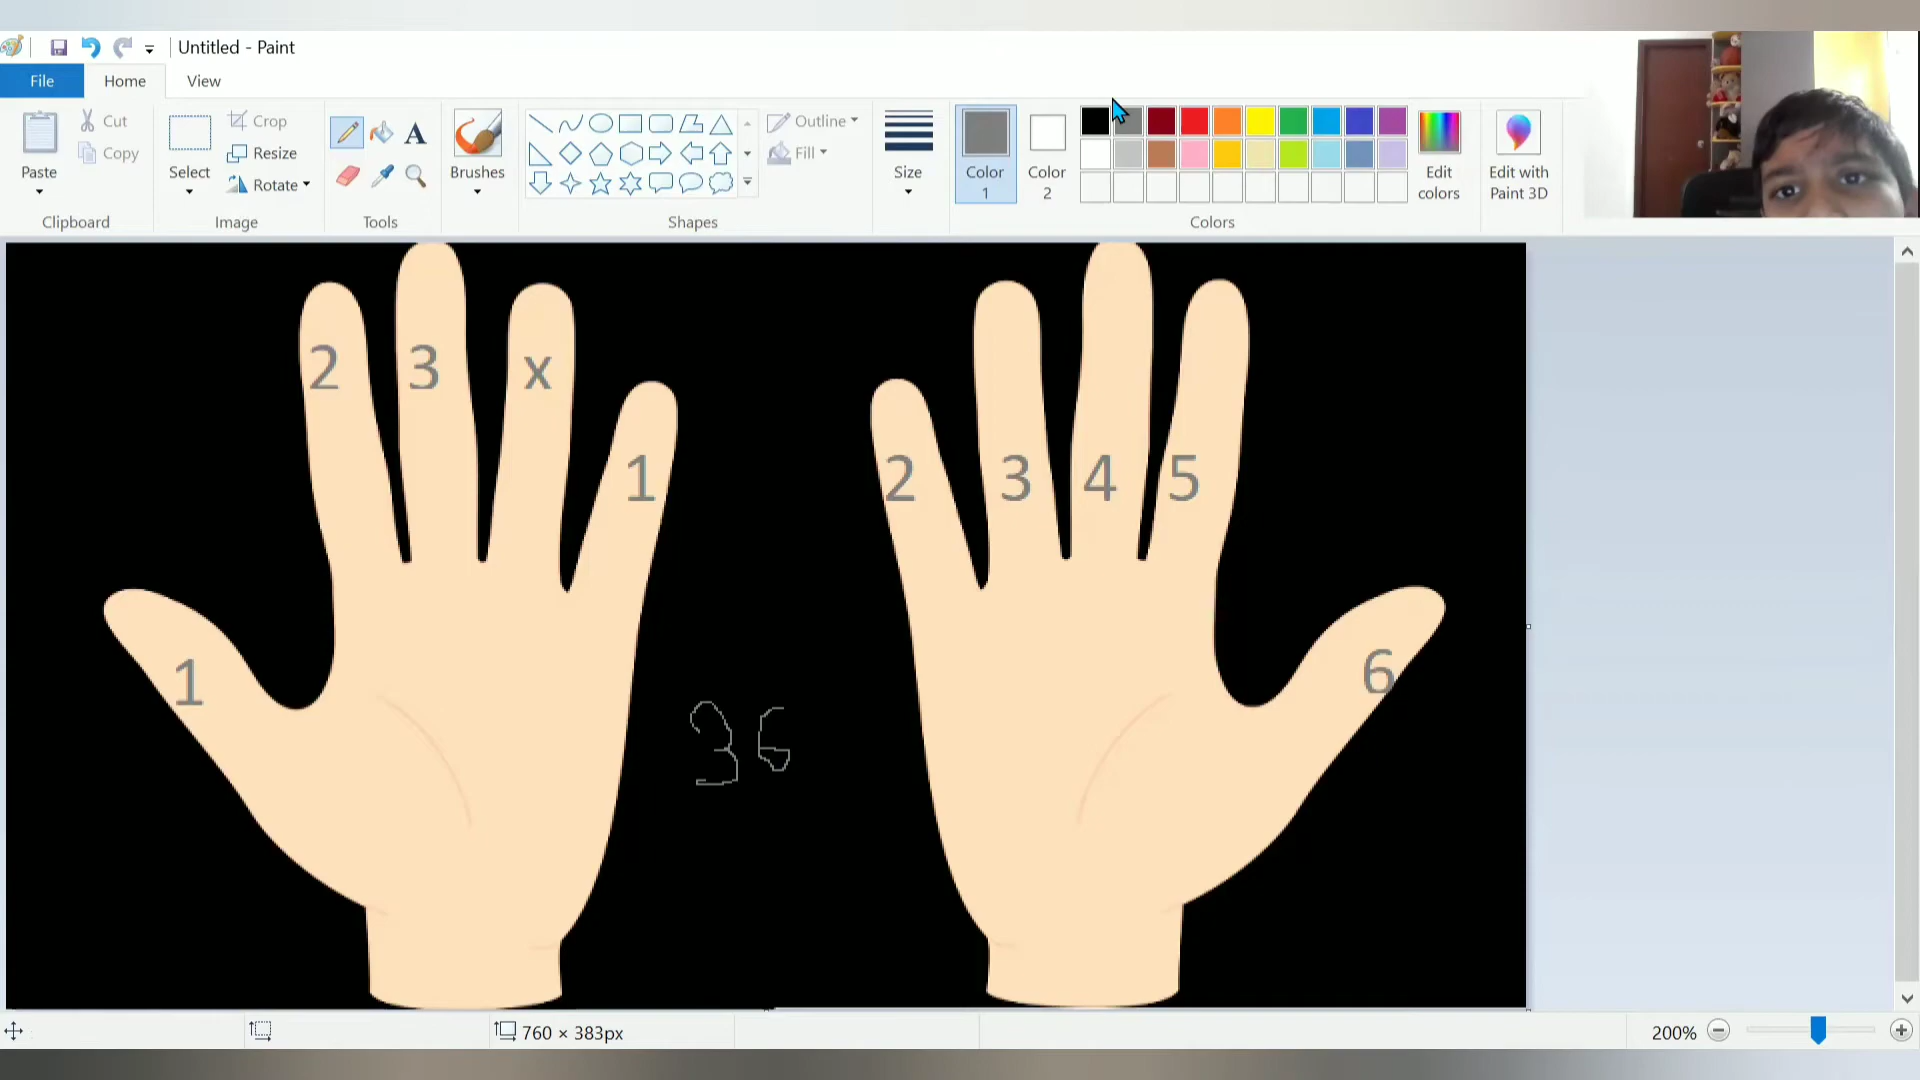 Untitled - Paint
File Home View
Paste
Cut
Copy
Clipboard
Select
Crop
Resize
Rotate
Image
A
Tools
Brushes
Outline
Fill
Shapes
Size
Color 1
Color 2
Colors
Edit colors
Edit with Paint 3D
2 3 x
1 2 3 4 5
1 6
36
760 × 383px
200%